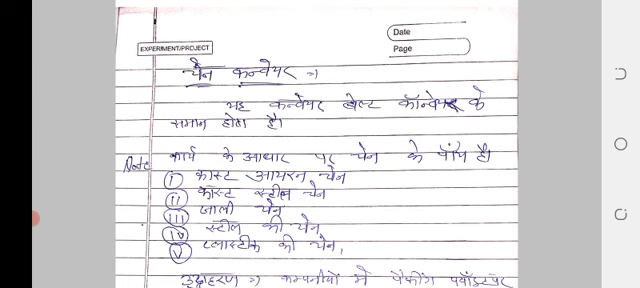 Date
Page
EXPERIMENT/PROJECT
चैन कन्वेयर :-)
यह कन्वेयर बेल्ट कॉन्वेयर के
समान होता है।
Note कार्य के आधार पर चेन के पाँच है।
(I) कास्ट आयरन चेन
(II) कास्ट स्टील चेन
(III) जाली चेन
(IV) स्टील की चेन
(V) प्लास्टिक की चेन,
उदाहरण => कम्पनीयों में पैकींग